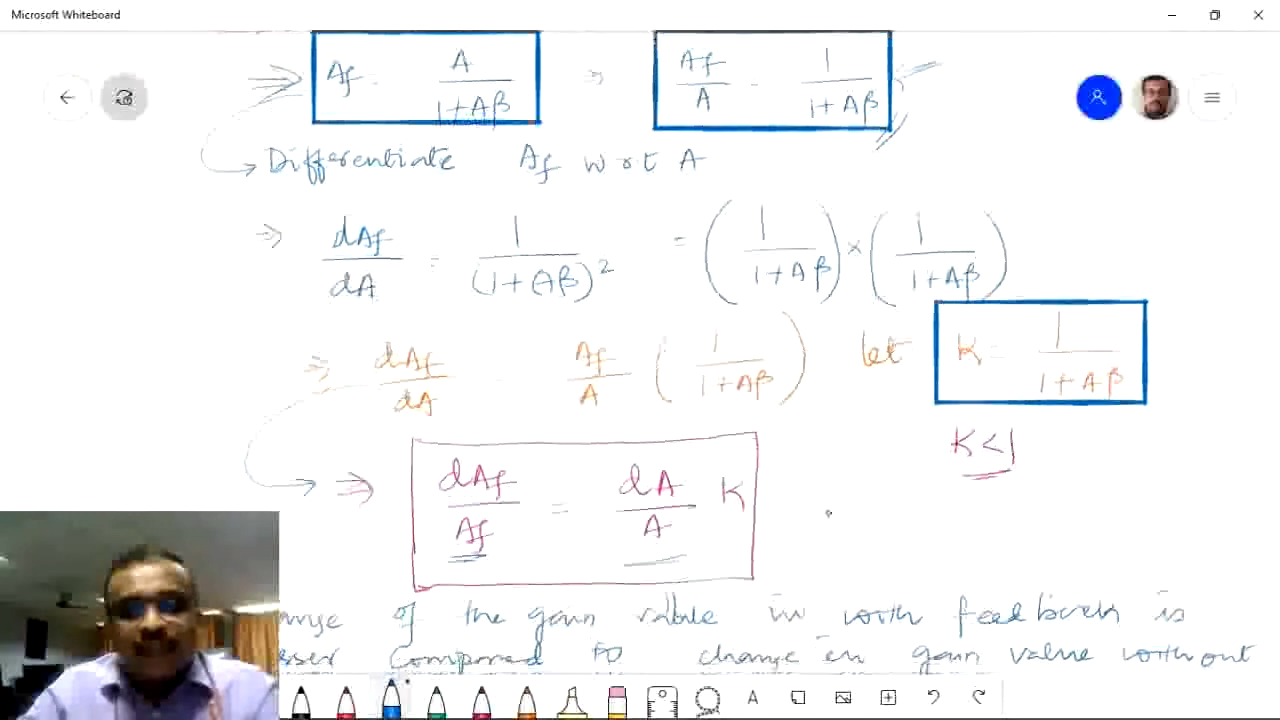 Microsoft Whiteboard
Af = A / (1 + Aβ) ⇒ Af / A = 1 / (1 + Aβ)
Differentiate Af w r t A
⇒ dAf / dA = 1 / (1 + Aβ)² = (1 / (1 + Aβ)) × (1 / (1 + Aβ))
⇒ dAf / dA = Af / A (1 / (1 + Aβ)) let K = 1 / (1 + Aβ)
K < 1
⇒ dAf / Af = dA / A K
of the gain value in with feedback is
compared to change in gain value without